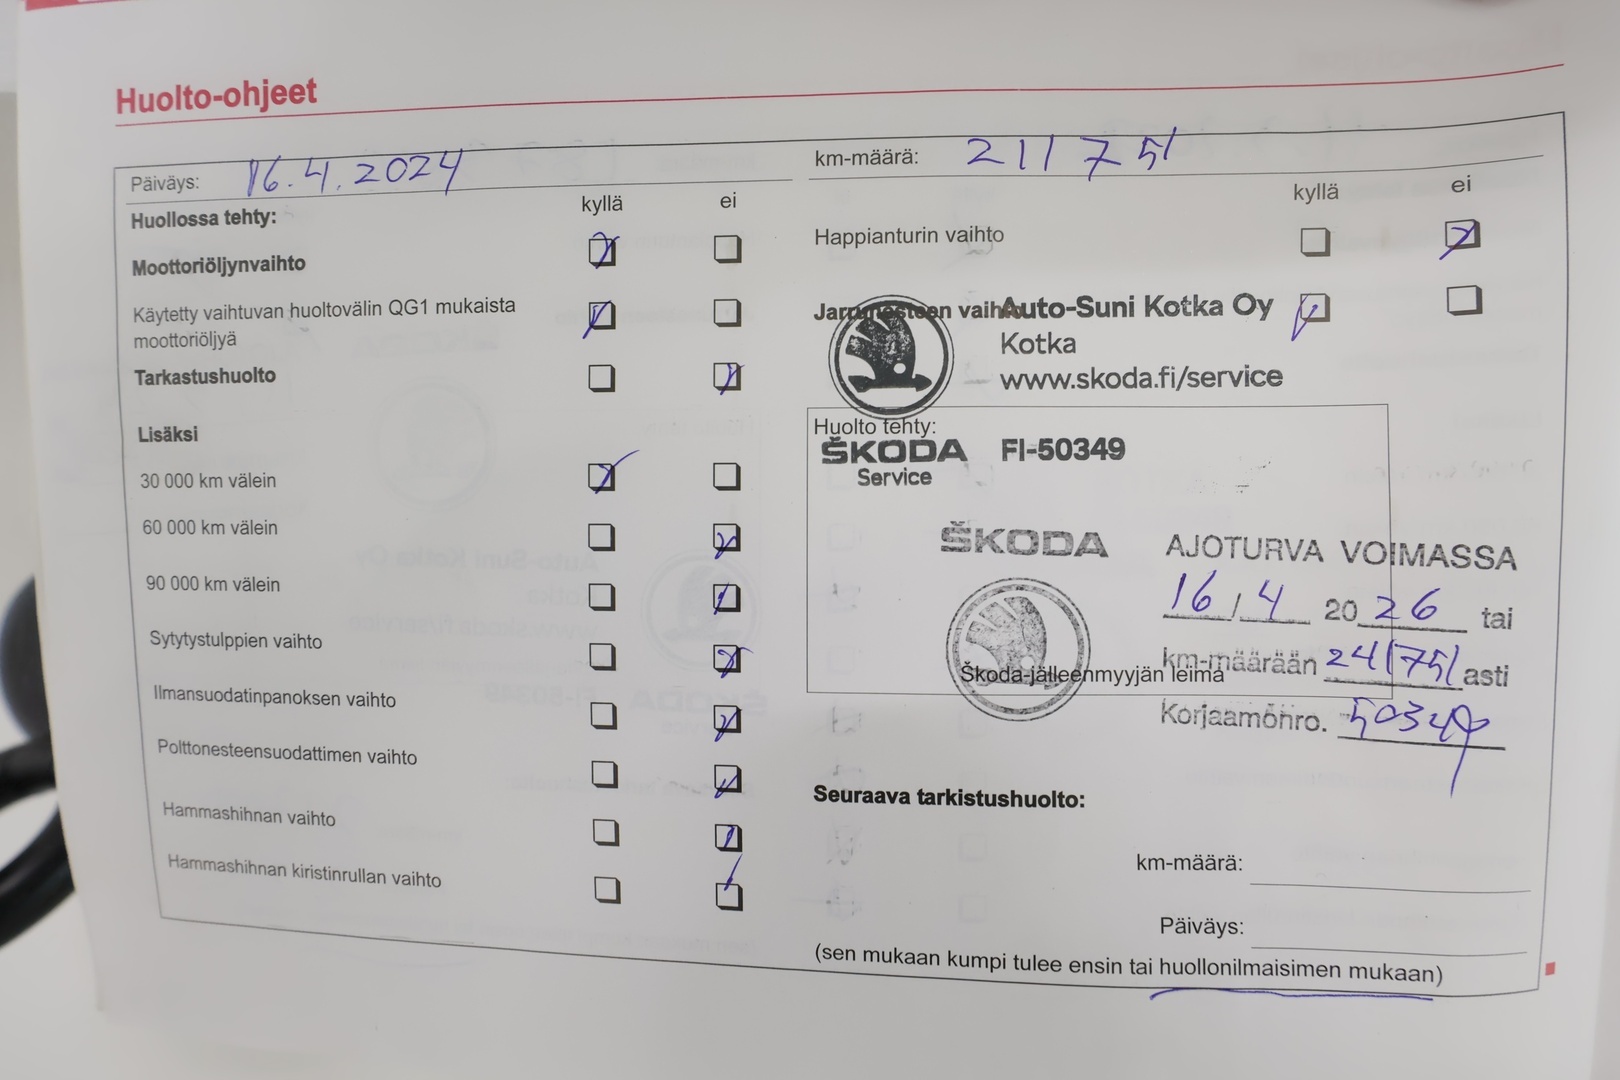 Huolto-ohjeet
Päiväys: 16.4.2024
Huollossa tehty:
kyllä ei
Moottoriöljynvaihto
Käytetty vaihtuvan huoltovälin QG1 mukaista
moottoriöljyä
Tarkastushuolto
Lisäksi
30 000 km välein
60 000 km välein
90 000 km välein
Sytytystulppien vaihto
Ilmansuodatinpanoksen vaihto
Polttonesteensuodattimen vaihto
Hammashihnan vaihto
Hammashihnan kiristinrullan vaihto
km-määrä: 211751
kyllä ei
Happianturin vaihto
Jarrunesteen vaihto
Auto-Suni Kotka Oy
Kotka
www.skoda.fi/service
Huolto tehty:
ŠKODA FI-50349
Service
ŠKODA AJOTURVA VOIMASSA
16 / 4 20 26 tai
km-määrään 241751 asti
Škoda-jälleenmyyjän leima
Korjaamonro. 50349
Seuraava tarkistushuolto:
km-määrä:
Päiväys:
(sen mukaan kumpi tulee ensin tai huollonilmaisimen mukaan)